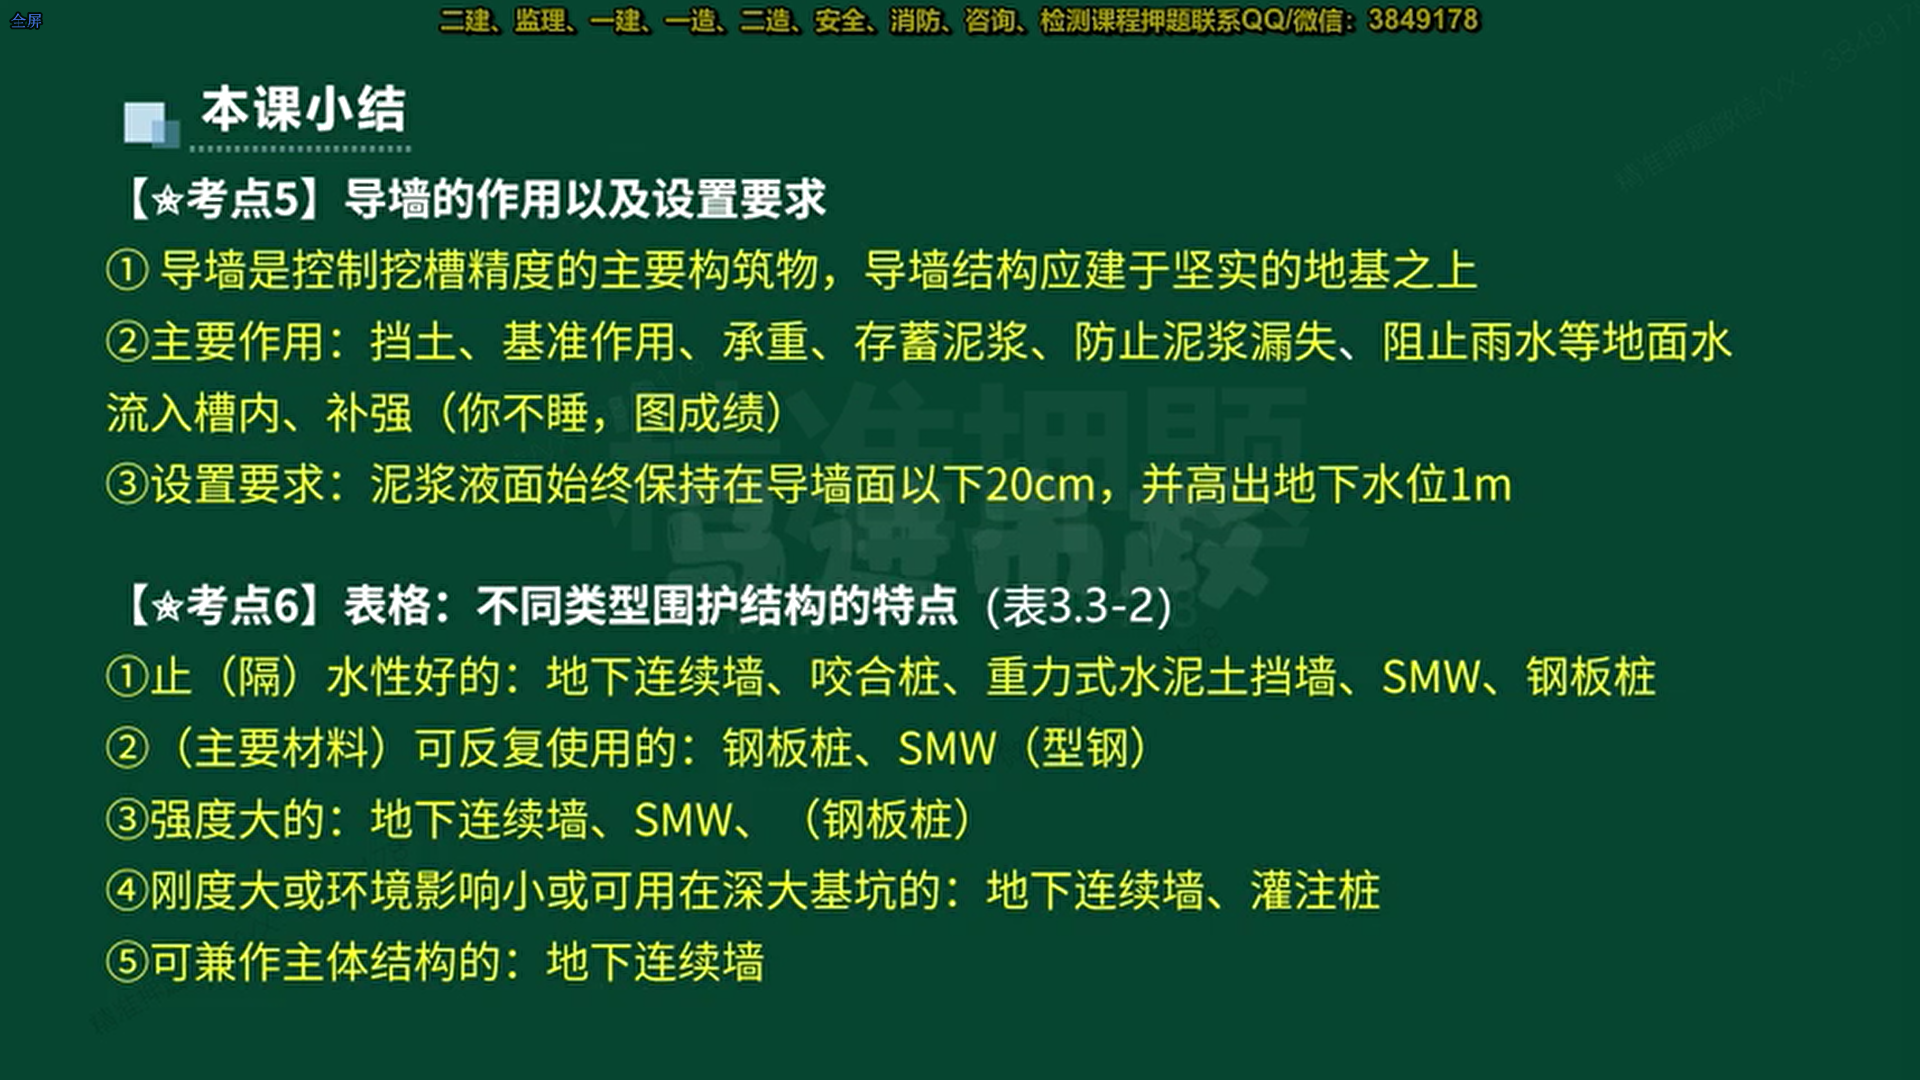 全屏
二建、监理、一建、一造、二造、安全、消防、咨询、检测课程押题联系QQ/微信：3849178
本课小结
【☆考点5】导墙的作用以及设置要求
① 导墙是控制挖槽精度的主要构筑物，导墙结构应建于坚实的地基之上
②主要作用：挡土、基准作用、承重、存蓄泥浆、防止泥浆漏失、阻止雨水等地面水
流入槽内、补强（你不睡，图成绩）
③设置要求：泥浆液面始终保持在导墙面以下20cm，并高出地下水位1m
精准押题
【☆考点6】表格：不同类型围护结构的特点（表3.3-2）
①止（隔）水性好的：地下连续墙、咬合桩、重力式水泥土挡墙、SMW、钢板桩
②（主要材料）可反复使用的：钢板桩、SMW（型钢）
③强度大的：地下连续墙、SMW、（钢板桩）
④刚度大或环境影响小或可用在深大基坑的：地下连续墙、灌注桩
⑤可兼作主体结构的：地下连续墙